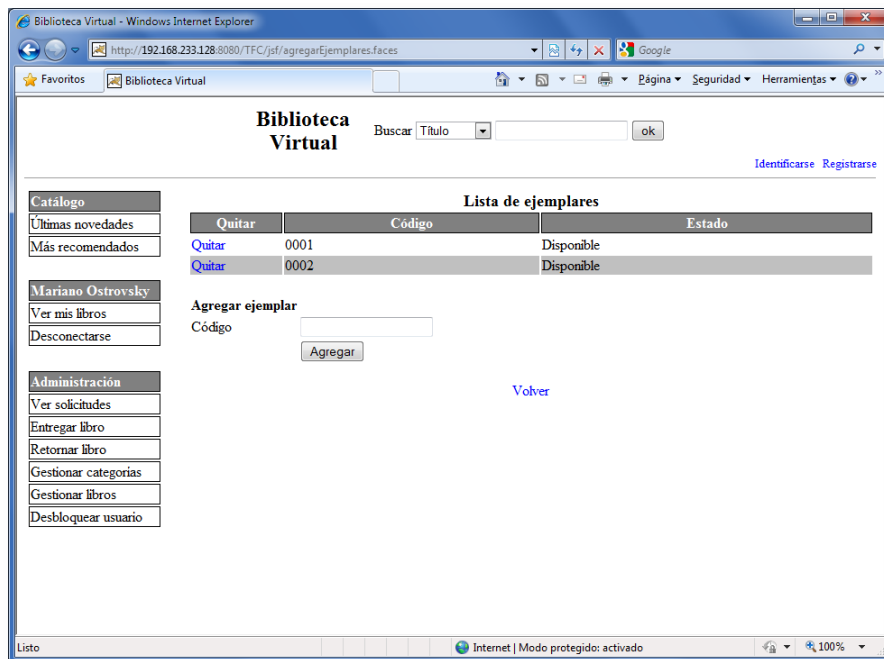 Biblioteca Virtual - Windows Internet Explorer
http://192.168.233.128:8080/TFC/jsf/agregarEjemplares.faces Google
Favoritos Biblioteca Virtual Página Seguridad Herramientas »
Biblioteca
Virtual
Buscar Título ok
Identificarse Registrarse
Catálogo
Últimas novedades
Más recomendados
Mariano Ostrovsky
Ver mis libros
Desconectarse
Administración
Ver solicitudes
Entregar libro
Retornar libro
Gestionar categorias
Gestionar libros
Desbloquear usuario
Lista de ejemplares
Quitar Código Estado
Quitar 0001 Disponible
Quitar 0002 Disponible
Agregar ejemplar
Código
Agregar
Volver
Listo Internet | Modo protegido: activado 100%